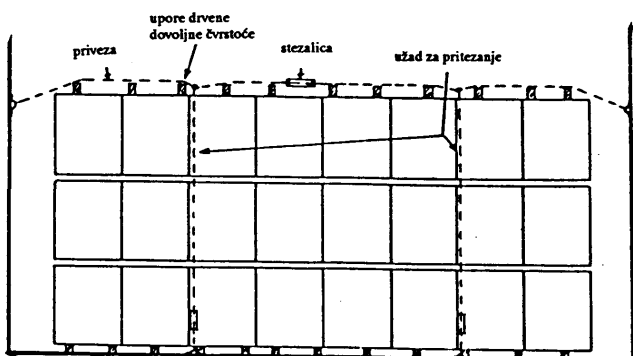 upore drvene
dovoljne čvrstoće
priveza
stezalica
užad za pritezanje